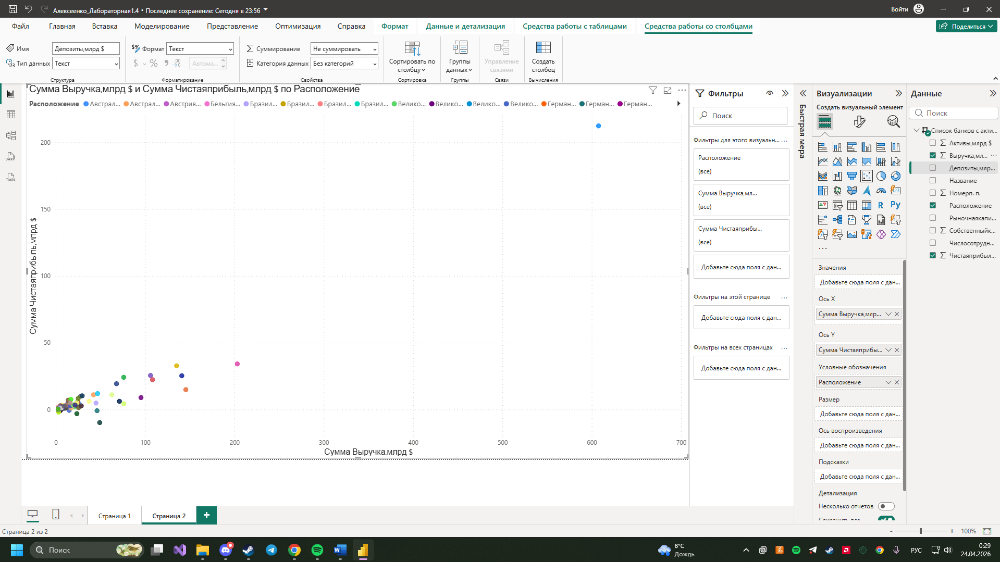 Алексеенко_Лабораторная1.4 • Последнее сохранение: Сегодня в 23:56
Войти
Файл
Главная
Вставка
Моделирование
Представление
Оптимизация
Справка
Формат
Данные и детализация
Средства работы с таблицами
Средства работы со столбцами
Поделиться
Имя
Депозиты,млрд $
Тип данных
Текст
Структура
Формат
Текст
Автома...
Форматирование
Суммирование
Не суммировать
Категория данных
Без категорий
Свойства
Сортировать по столбцу
Сортировка
Группы данных
Группы
Управление связями
Связи
Создать столбец
Вычисления
Сумма Выручка,млрд $ и Сумма Чистаяприбыль,млрд $ по Расположение
Расположение
Австрал...
Австрал...
Австрия...
Бельгия...
Бразил...
Бразил...
Бразил...
Бразил...
Велико...
Велико...
Велико...
Велико...
Герман...
Герман...
Герман...
200
150
100
50
0
Сумма Чистаяприбыль,млрд $
0
100
200
300
400
500
600
700
Сумма Выручка,млрд $
Фильтры
Поиск
Фильтры для этого визуальн...
Расположение
(все)
Сумма Выручка,мл...
(все)
Сумма Чистаяприбы...
(все)
Добавьте сюда поля с дан...
Фильтры на этой странице
Добавьте сюда поля с дан...
Фильтры на всех страницах
Добавьте сюда поля с дан...
Быстрая мера
Визуализации
Создать визуальный элемент
123
R
Py
Значения
Добавьте сюда поля с дан...
Ось X
Сумма Выручка,млр...
Ось Y
Сумма Чистаяприбы...
Условные обозначения
Расположение
Размер
Добавьте сюда поля с дан...
Ось воспроизведения
Добавьте сюда поля с дан...
Подсказки
Добавьте сюда поля с дан...
Детализация
Несколько отчетов
Сохранить все
Данные
Поиск
Список банков с акти...
Активы,млрд $
Выручка,мл...
Депозиты,млр...
Название
Номерп. п.
Расположение
Рыночнаякапи...
Собственныйк...
Числосотрудн...
Чистаяприбыл...
DAX
TMDL
Страница 1
Страница 2
Страница 2 из 2
100%
Поиск
8°C
Дождь
РУС
0:29
24.04.2026